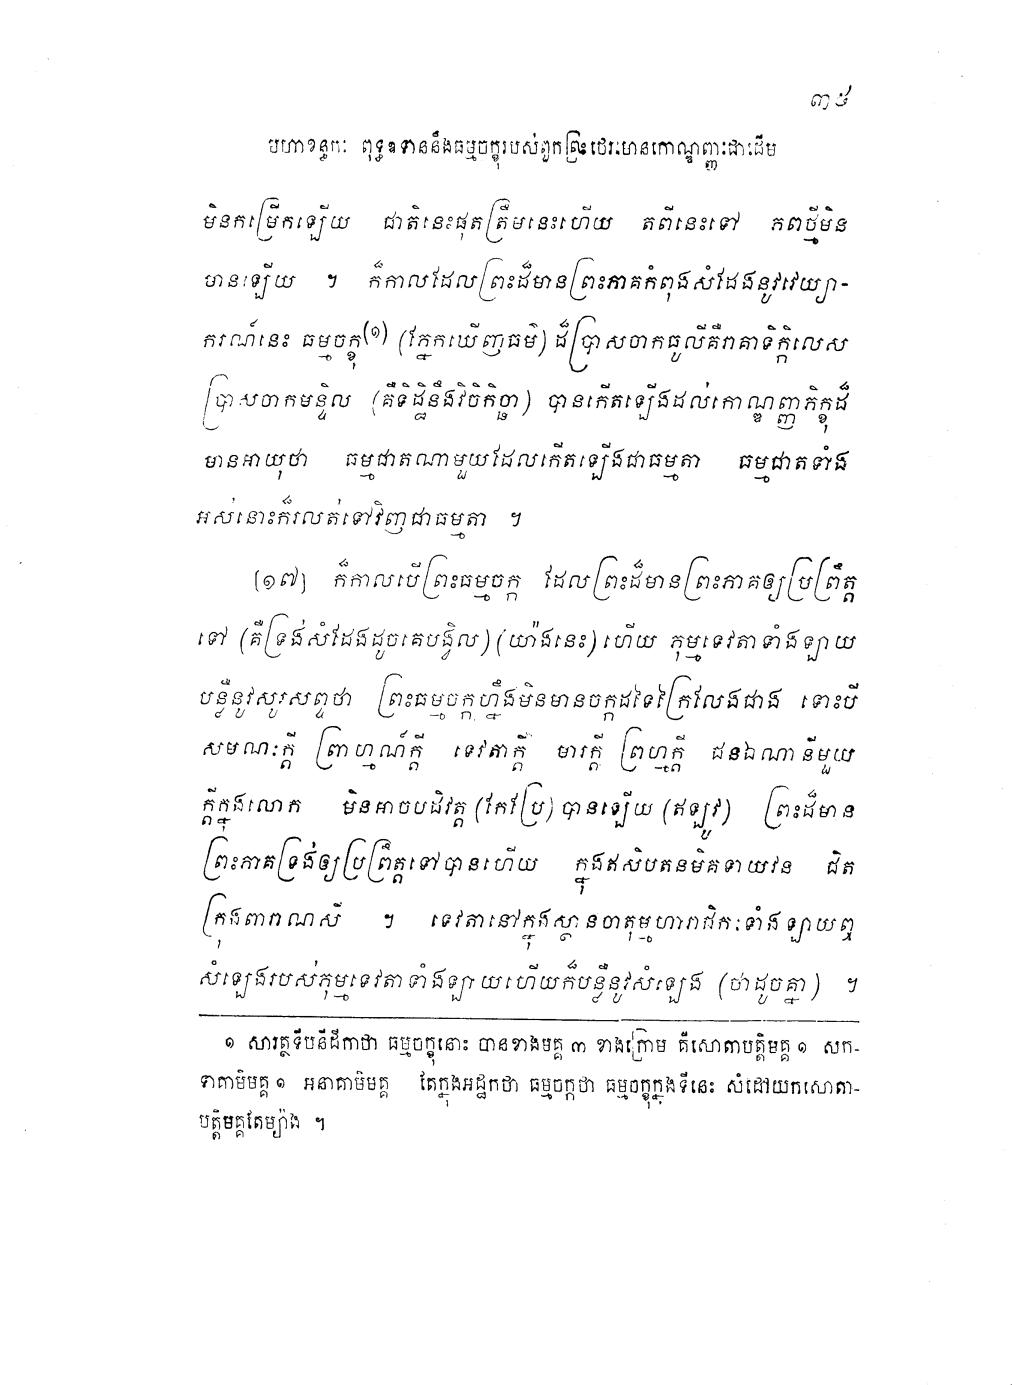 ៣៥
មហាខន្ធកៈ ពុទ្ធឧទាននឹងធម្មចក្ខុរបស់ពួកព្រះថេរៈមានកោណ្ឌញ្ញៈជាដើម
មិនកម្រើកឡើយ ជាតិនេះផុតត្រឹមនេះហើយ តពីនេះទៅ ភពថ្មីមិន
មានឡើយ ។ ក៏កាលដែលព្រះដ៏មានព្រះភាគកំពុងសំដែងនូវវេយ្យា-
ករណ៍នេះ ធម្មចក្ខុ(១) (ភ្នែកឃើញធម៌) ដ៏ប្រាសចាកធូលីគឺរាគាទិក្កិលេស
ប្រាសចាកមន្ទិល (គឺទិដ្ឋិនឹងវិចិកិច្ឆា) បានកើតឡើងដល់កោណ្ឌញ្ញភិក្ខុដ៏
មានអាយុថា ធម្មជាតណាមួយដែលកើតឡើងជាធម្មតា ធម្មជាតទាំង
អស់នោះក៏រលត់ទៅវិញជាធម្មតា ។
[១៧] ក៏កាលបើព្រះធម្មចក្ក ដែលព្រះដ៏មានព្រះភាគឲ្យប្រព្រឹត្ត
ទៅ (គឺទ្រង់សំដែងដូចគេបង្វិល) (យ៉ាងនេះ) ហើយ ភុម្មទេវតាទាំងឡាយ
បន្លឺនូវសូរសព្ទថា ព្រះធម្មចក្កហ្នឹងមិនមានចក្កដទៃក្រៃលែងជាង ទោះបី
សមណៈក្តី ព្រាហ្មណ៍ក្តី ទេវតាក្តី មារក្តី ព្រហ្មក្តី ជនឯណានីមួយ
ក្តីក្នុងលោក មិនអាចបដិវត្ត (កែប្រែ) បានឡើយ (ឥឡូវ) ព្រះដ៏មាន
ព្រះភាគទ្រង់ឲ្យប្រព្រឹត្តទៅបានហើយ ក្នុងឥសិបតនមិគទាយវន ជិត
ក្រុងពារាណសី ។ ទេវតានៅក្នុងស្ថានចាតុម្មហារាជិកៈទាំងឡាយឮ
សំឡេងរបស់ភុម្មទេវតាទាំងឡាយហើយក៏បន្លឺនូវសំឡេង (ថាដូចគ្នា) ។
១ សារត្ថទីបនីដីកាថា ធម្មចក្ខុនោះ បានខាងមគ្គ ៣ ខាងក្រោម គឺសោតាបត្តិមគ្គ ១ សក-
ទាគាមិមគ្គ ១ អនាគាមិមគ្គ តែក្នុងអដ្ឋកថា ធម្មចក្កថា ធម្មចក្ខុក្នុងទីនេះ សំដៅយកសោតា-
បត្តិមគ្គតែម្យ៉ាង ។